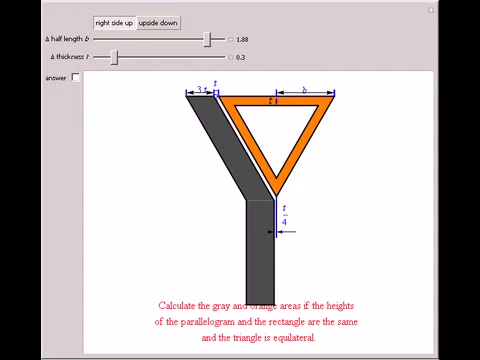 right side up upside down
Δ half length b 1.88
Δ thickness t 0.3
answer
3 t t b
t
t
4
Calculate the gray and orange areas if the heights
of the parallelogram and the rectangle are the same
and the triangle is equilateral.